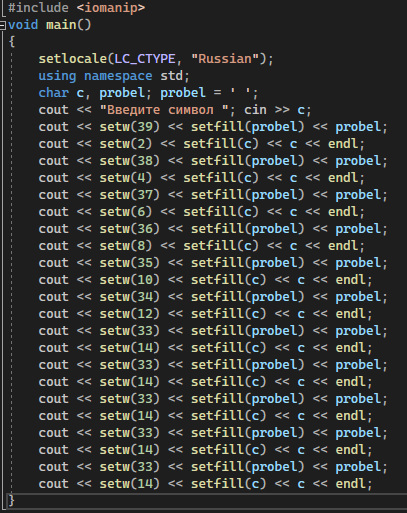 #include <iomanip>
void main()
{
setlocale(LC_CTYPE, "Russian");
using namespace std;
char c, probel; probel = ' ';
cout << "Введите символ "; cin >> c;
cout << setw(39) << setfill(probel) << probel;
cout << setw(2) << setfill(c) << c << endl;
cout << setw(38) << setfill(probel) << probel;
cout << setw(4) << setfill(c) << c << endl;
cout << setw(37) << setfill(probel) << probel;
cout << setw(6) << setfill(c) << c << endl;
cout << setw(36) << setfill(probel) << probel;
cout << setw(8) << setfill(c) << c << endl;
cout << setw(35) << setfill(probel) << probel;
cout << setw(10) << setfill(c) << c << endl;
cout << setw(34) << setfill(probel) << probel;
cout << setw(12) << setfill(c) << c << endl;
cout << setw(33) << setfill(probel) << probel;
cout << setw(14) << setfill(c) << c << endl;
cout << setw(33) << setfill(probel) << probel;
cout << setw(14) << setfill(c) << c << endl;
cout << setw(33) << setfill(probel) << probel;
cout << setw(14) << setfill(c) << c << endl;
cout << setw(33) << setfill(probel) << probel;
cout << setw(14) << setfill(c) << c << endl;
cout << setw(33) << setfill(probel) << probel;
cout << setw(14) << setfill(c) << c << endl;
}